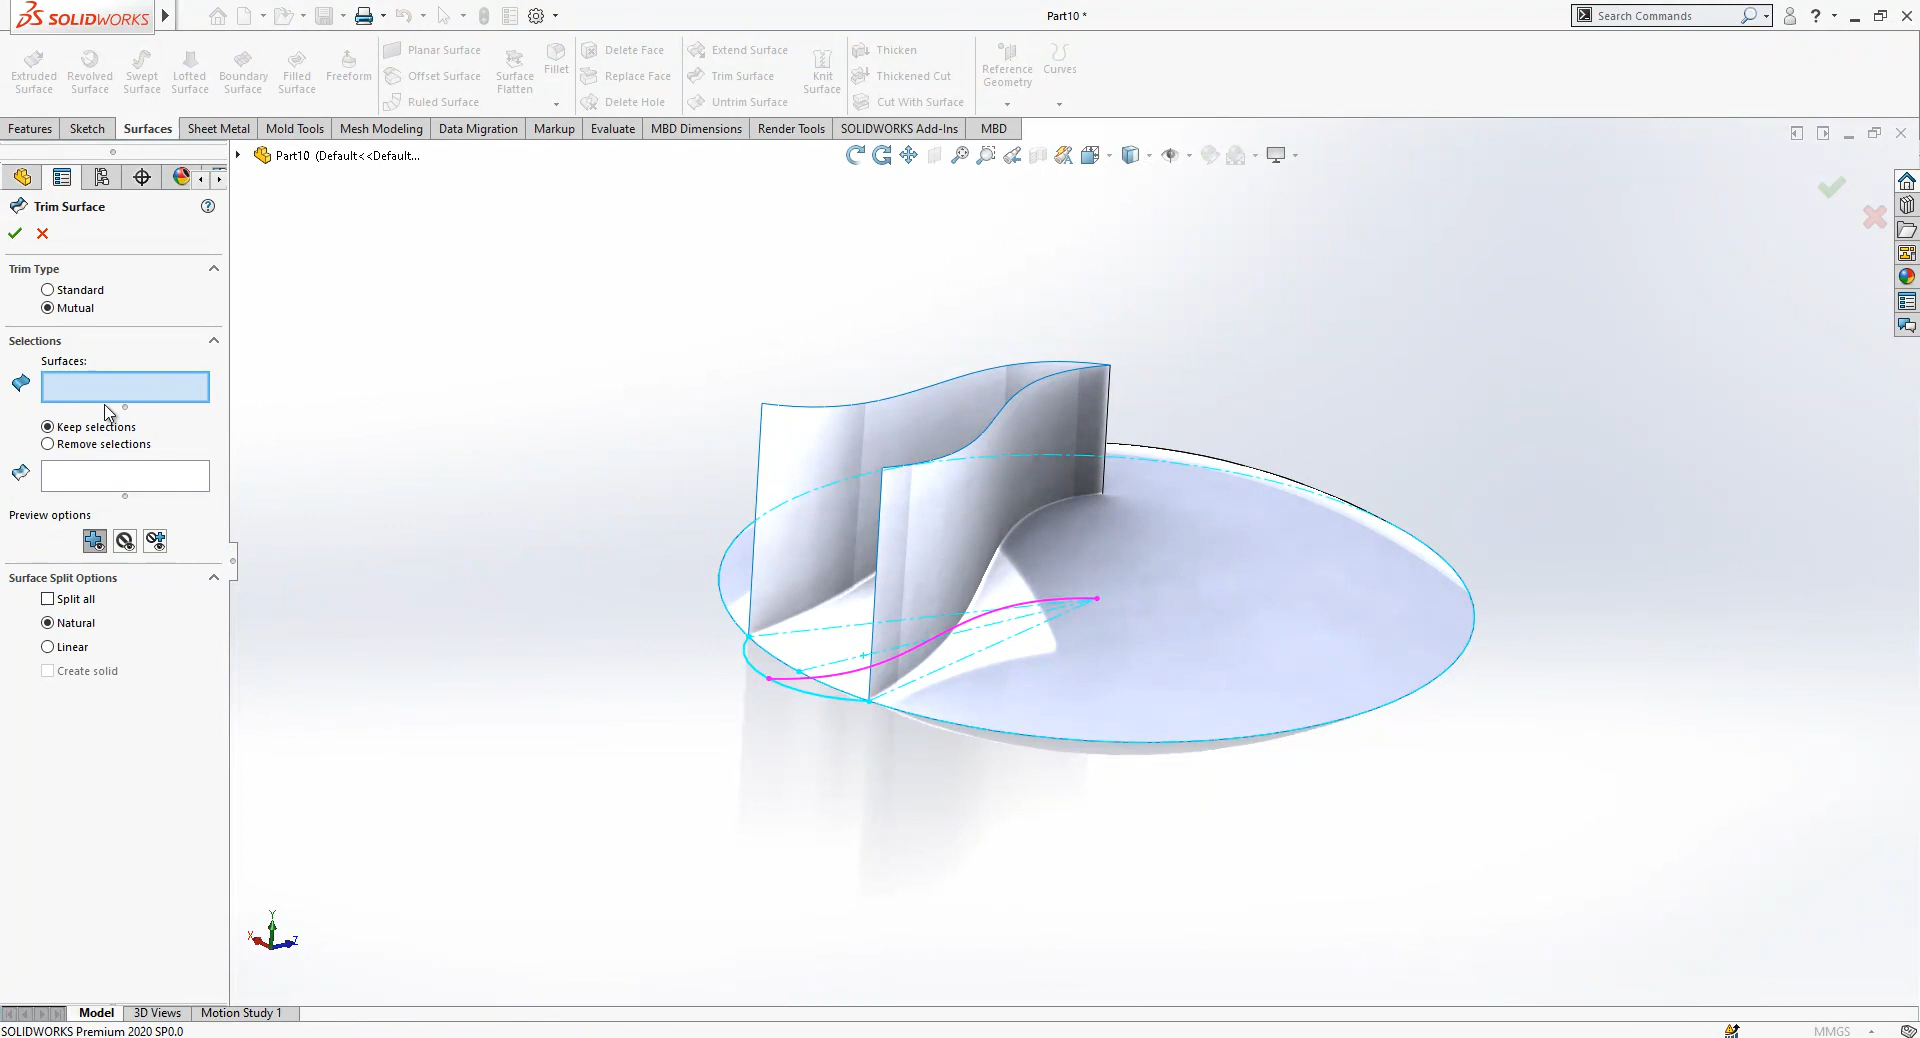 SOLIDWORKS
Part10 *
Search Commands
Extruded Surface
Revolved Surface
Swept Surface
Lofted Surface
Boundary Surface
Filled Surface
Freeform
Planar Surface
Offset Surface
Ruled Surface
Surface Flatten
Fillet
Delete Face
Replace Face
Delete Hole
Extend Surface
Trim Surface
Untrim Surface
Knit Surface
Thicken
Thickened Cut
Cut With Surface
Reference Geometry
Curves
Features
Sketch
Surfaces
Sheet Metal
Mold Tools
Mesh Modeling
Data Migration
Markup
Evaluate
MBD Dimensions
Render Tools
SOLIDWORKS Add-Ins
MBD
Part10 (Default<<Default...
Trim Surface
Trim Type
Standard
Mutual
Selections
Surfaces:
Keep selections
Remove selections
Preview options
Surface Split Options
Split all
Natural
Linear
Create solid
Y
X
Z
Model
3D Views
Motion Study 1
SOLIDWORKS Premium 2020 SP0.0
MMGS